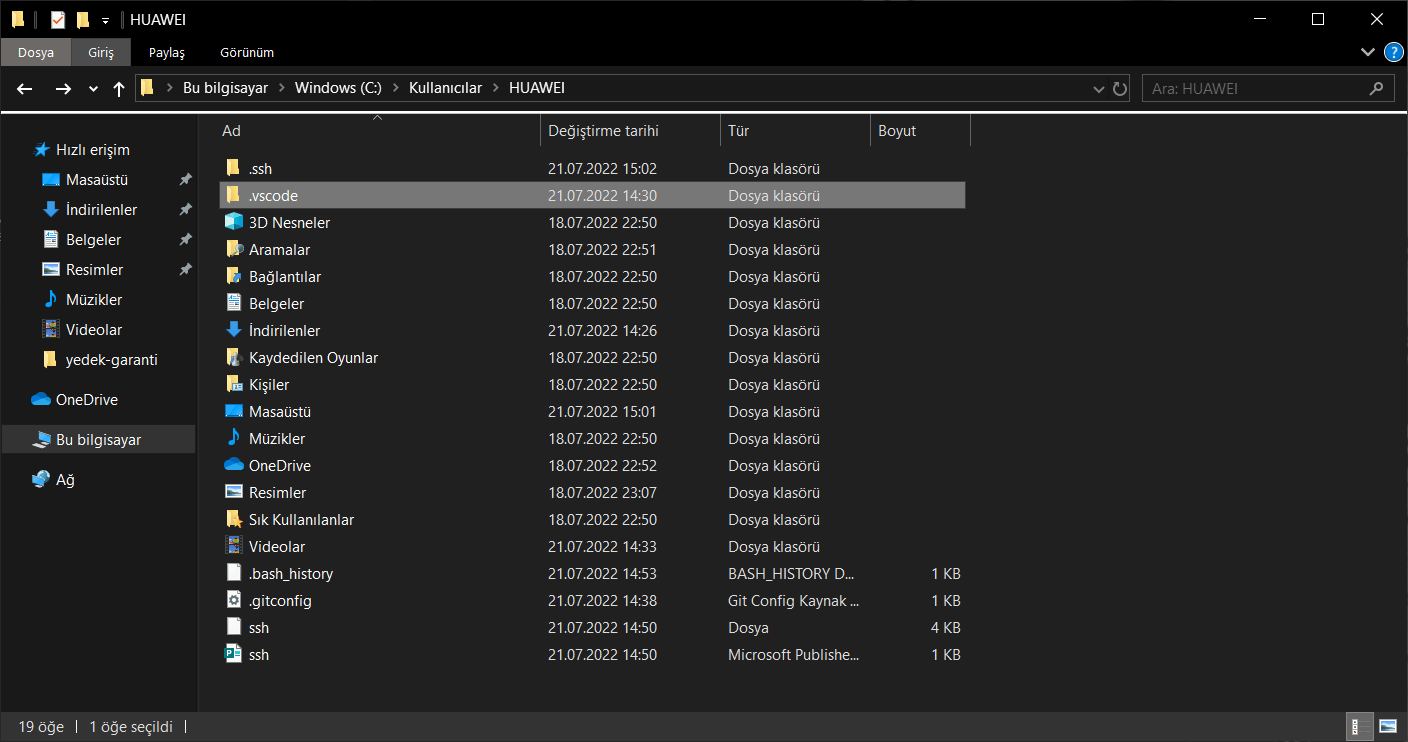 HUAWEI
Dosya Giriş Paylaş Görünüm
Bu bilgisayar Windows (C:) Kullanıcılar HUAWEI Ara: HUAWEI
Ad Değiştirme tarihi Tür Boyut
Hızlı erişim
Masaüstü
İndirilenler
Belgeler
Resimler
Müzikler
Videolar
yedek-garanti
OneDrive
Bu bilgisayar
Ağ
.ssh 21.07.2022 15:02 Dosya klasörü
.vscode 21.07.2022 14:30 Dosya klasörü
3D Nesneler 18.07.2022 22:50 Dosya klasörü
Aramalar 18.07.2022 22:51 Dosya klasörü
Bağlantılar 18.07.2022 22:50 Dosya klasörü
Belgeler 18.07.2022 22:50 Dosya klasörü
İndirilenler 21.07.2022 14:26 Dosya klasörü
Kaydedilen Oyunlar 18.07.2022 22:50 Dosya klasörü
Kişiler 18.07.2022 22:50 Dosya klasörü
Masaüstü 21.07.2022 15:01 Dosya klasörü
Müzikler 18.07.2022 22:50 Dosya klasörü
OneDrive 18.07.2022 22:52 Dosya klasörü
Resimler 18.07.2022 23:07 Dosya klasörü
Sık Kullanılanlar 18.07.2022 22:50 Dosya klasörü
Videolar 21.07.2022 14:33 Dosya klasörü
.bash_history 21.07.2022 14:53 BASH_HISTORY D... 1 KB
.gitconfig 21.07.2022 14:38 Git Config Kaynak ... 1 KB
ssh 21.07.2022 14:50 Dosya 4 KB
ssh 21.07.2022 14:50 Microsoft Publishe... 1 KB
19 öğe 1 öğe seçildi